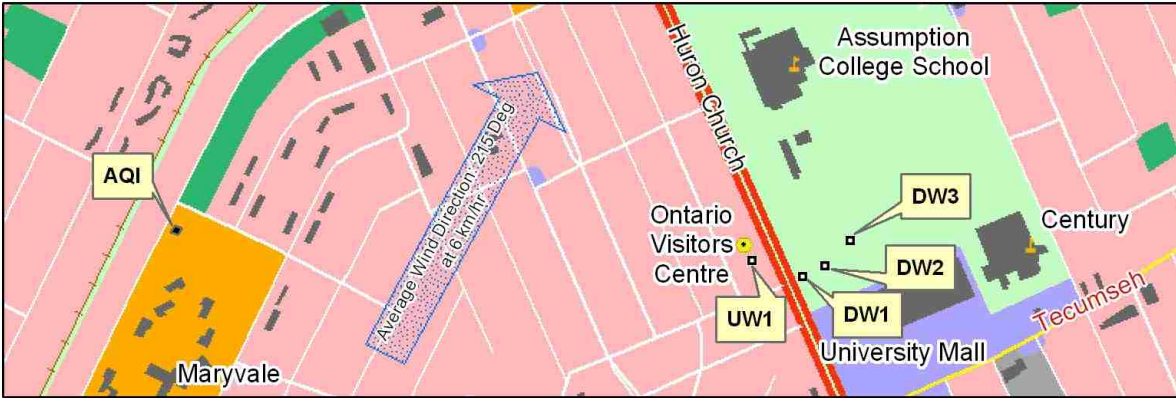 AQI
Maryvale
Average Wind Direction: 215 Deg
at 6 km/hr
Huron Church
Assumption
College School
Ontario
Visitors
Centre
UW1
DW1
DW2
DW3
Century
University Mall
Tecumseh